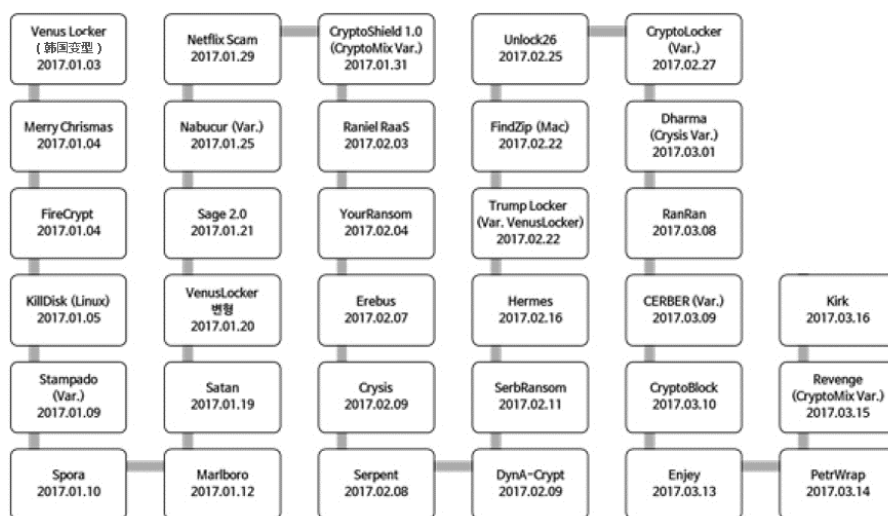 Venus Locker
（韩国变型）
2017.01.03
Merry Chrismas
2017.01.04
FireCrypt
2017.01.04
KillDisk (Linux)
2017.01.05
Stampado
(Var.)
2017.01.09
Spora
2017.01.10
Marlboro
2017.01.12
Satan
2017.01.19
VenusLocker
변형
2017.01.20
Sage 2.0
2017.01.21
Nabucur (Var.)
2017.01.25
Netflix Scam
2017.01.29
CryptoShield 1.0
(CryptoMix Var.)
2017.01.31
Raniel RaaS
2017.02.03
YourRansom
2017.02.04
Erebus
2017.02.07
Crysis
2017.02.09
Serpent
2017.02.08
DynA-Crypt
2017.02.09
SerbRansom
2017.02.11
Hermes
2017.02.16
Trump Locker
(Var. VenusLocker)
2017.02.22
FindZip (Mac)
2017.02.22
Unlock26
2017.02.25
CryptoLocker
(Var.)
2017.02.27
Dharma
(Crysis Var.)
2017.03.01
RanRan
2017.03.08
CERBER (Var.)
2017.03.09
CryptoBlock
2017.03.10
Enjey
2017.03.13
PetrWrap
2017.03.14
Revenge
(CryptoMix Var.)
2017.03.15
Kirk
2017.03.16